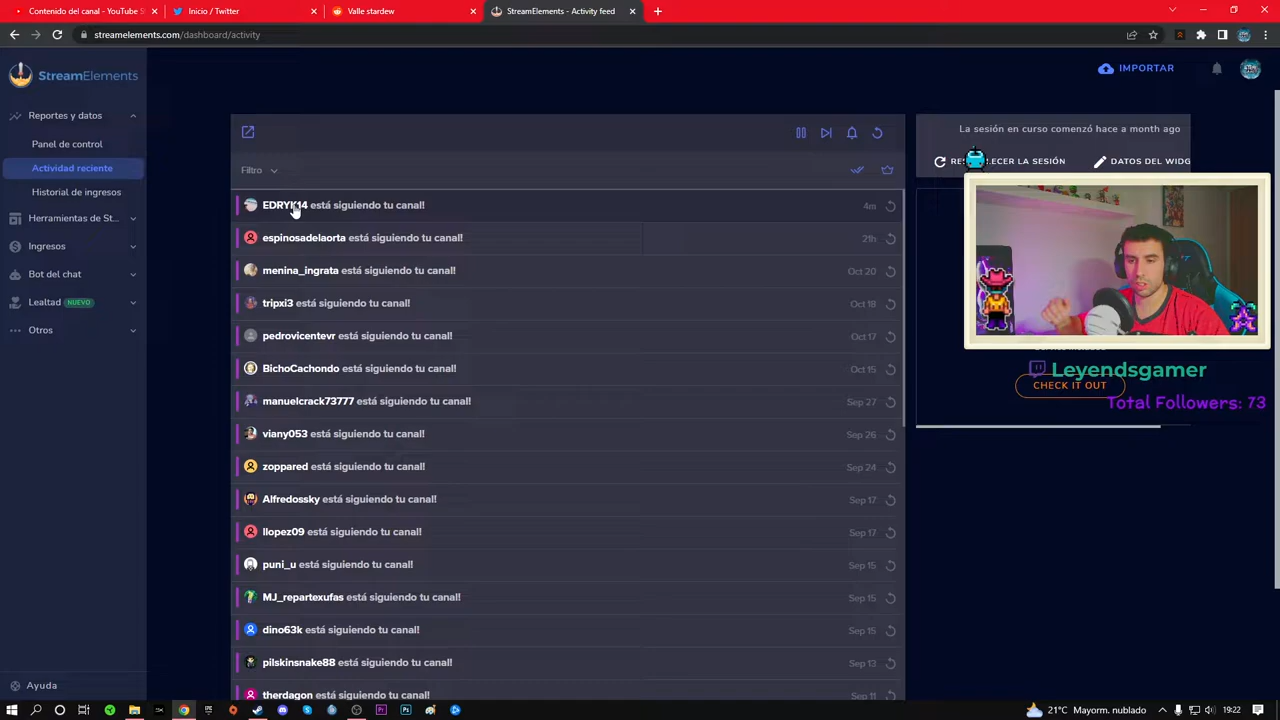 Contenido del canal - YouTube S
Inicio / Twitter
Valle stardew
StreamElements - Activity feed
streamelements.com/dashboard/activity
StreamElements
IMPORTAR
Reportes y datos
Panel de control
Actividad reciente
Historial de ingresos
Herramientas de St...
Ingresos
Bot del chat
Lealtad NUEVO
Otros
Ayuda
Filtro
EDRYK14 está siguiendo tu canal! 4m
espinosadelaorta está siguiendo tu canal! 21h
menina_ingrata está siguiendo tu canal! Oct 20
tripxi3 está siguiendo tu canal! Oct 18
pedrovicentevr está siguiendo tu canal! Oct 17
BichoCachondo está siguiendo tu canal! Oct 15
manuelcrack73777 está siguiendo tu canal! Sep 27
viany053 está siguiendo tu canal! Sep 26
zoppared está siguiendo tu canal! Sep 24
Alfredossky está siguiendo tu canal! Sep 17
llopez09 está siguiendo tu canal! Sep 17
puni_u está siguiendo tu canal! Sep 15
MJ_repartexufas está siguiendo tu canal! Sep 15
dino63k está siguiendo tu canal! Sep 15
pilskinsnake88 está siguiendo tu canal! Sep 13
therdagon está siguiendo tu canal! Sep 11
La sesión en curso comenzó hace a month ago
LECER LA SESIÓN
DATOS DEL WIDG
Leyendsgamer
CHECK IT OUT
Total Followers: 73
21°C Mayorm. nublado
19:22